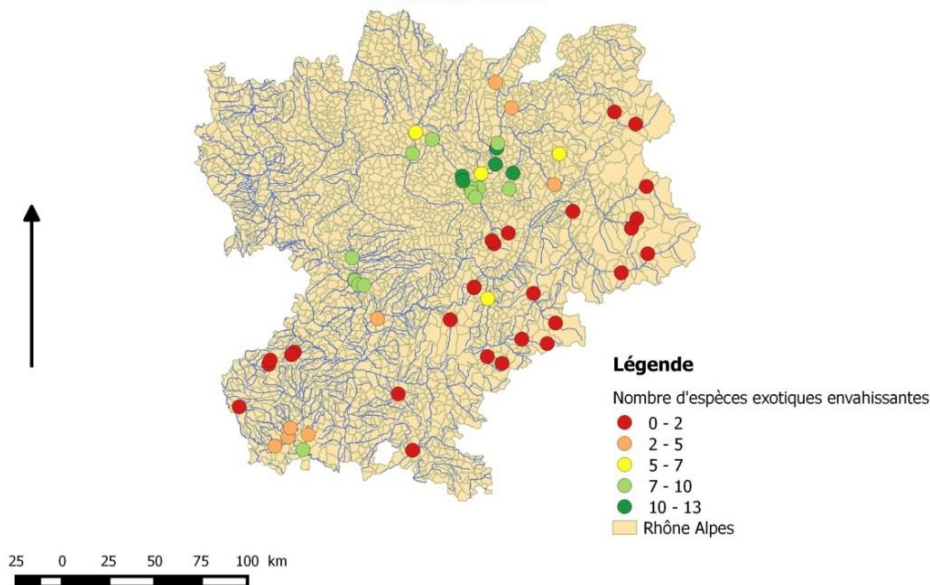 Légende
Nombre d'espèces exotiques envahissantes
0 - 2
2 - 5
5 - 7
7 - 10
10 - 13
Rhône Alpes
25 0 25 50 75 100 km